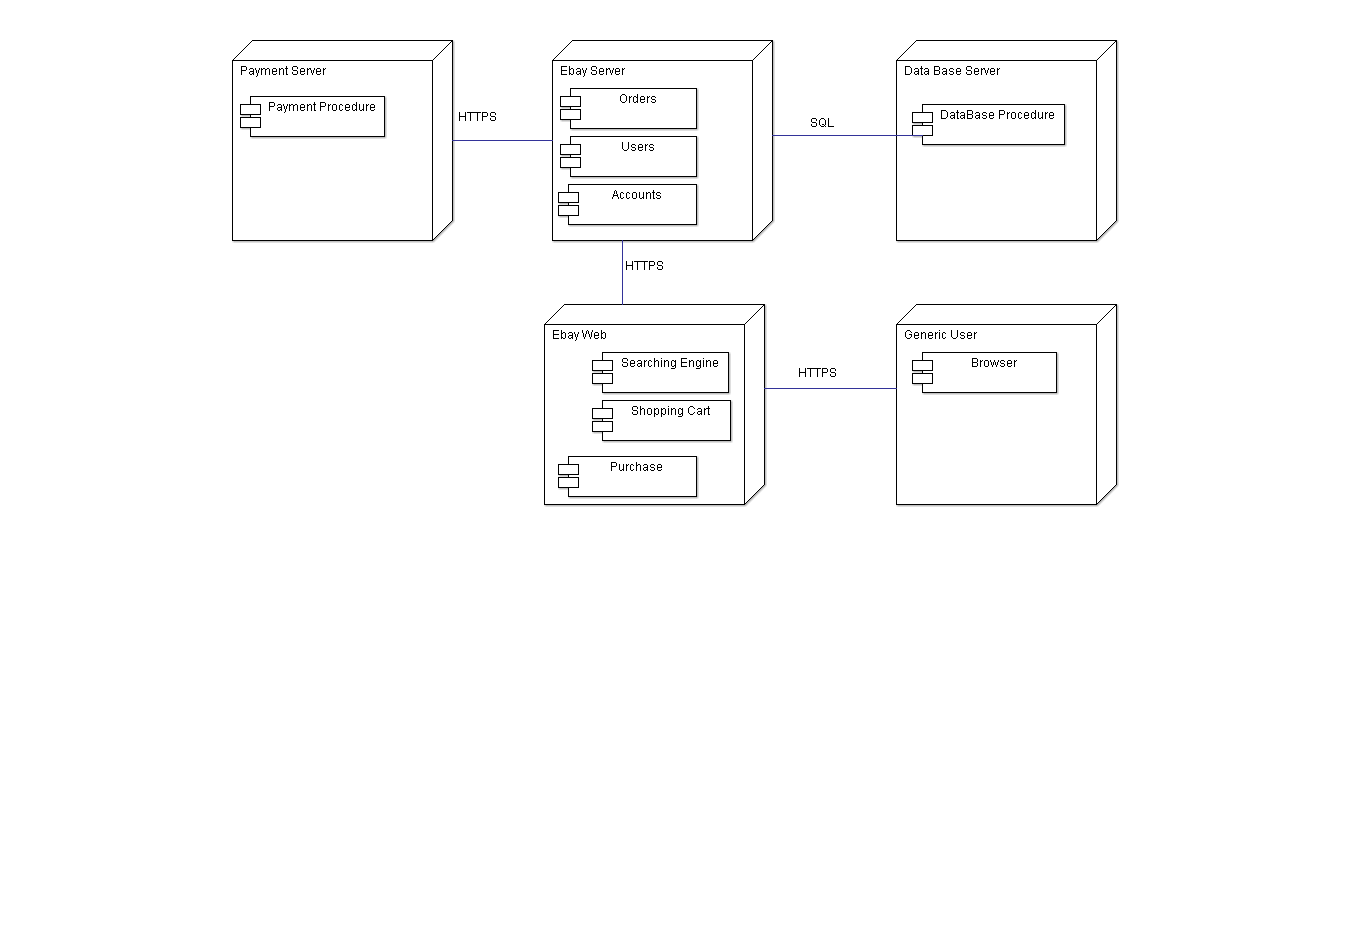 Payment Server
Payment Procedure
HTTPS
Ebay Server
Orders
Users
Accounts
SQL
Data Base Server
DataBase Procedure
HTTPS
Ebay Web
Searching Engine
Shopping Cart
Purchase
HTTPS
Generic User
Browser